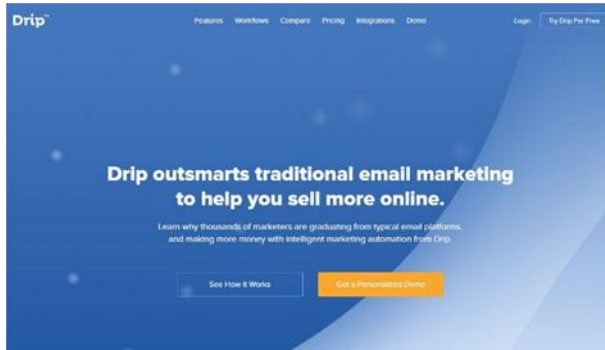 Drip™
Features Workflows Compare Pricing Integrations Demo
Login Try Drip For Free
Drip outsmarts traditional email marketing
to help you sell more online.
Learn why thousands of marketers are graduating from typical email platforms,
and making more money with intelligent marketing automation from Drip.
See How it Works
Get a Personalized Demo